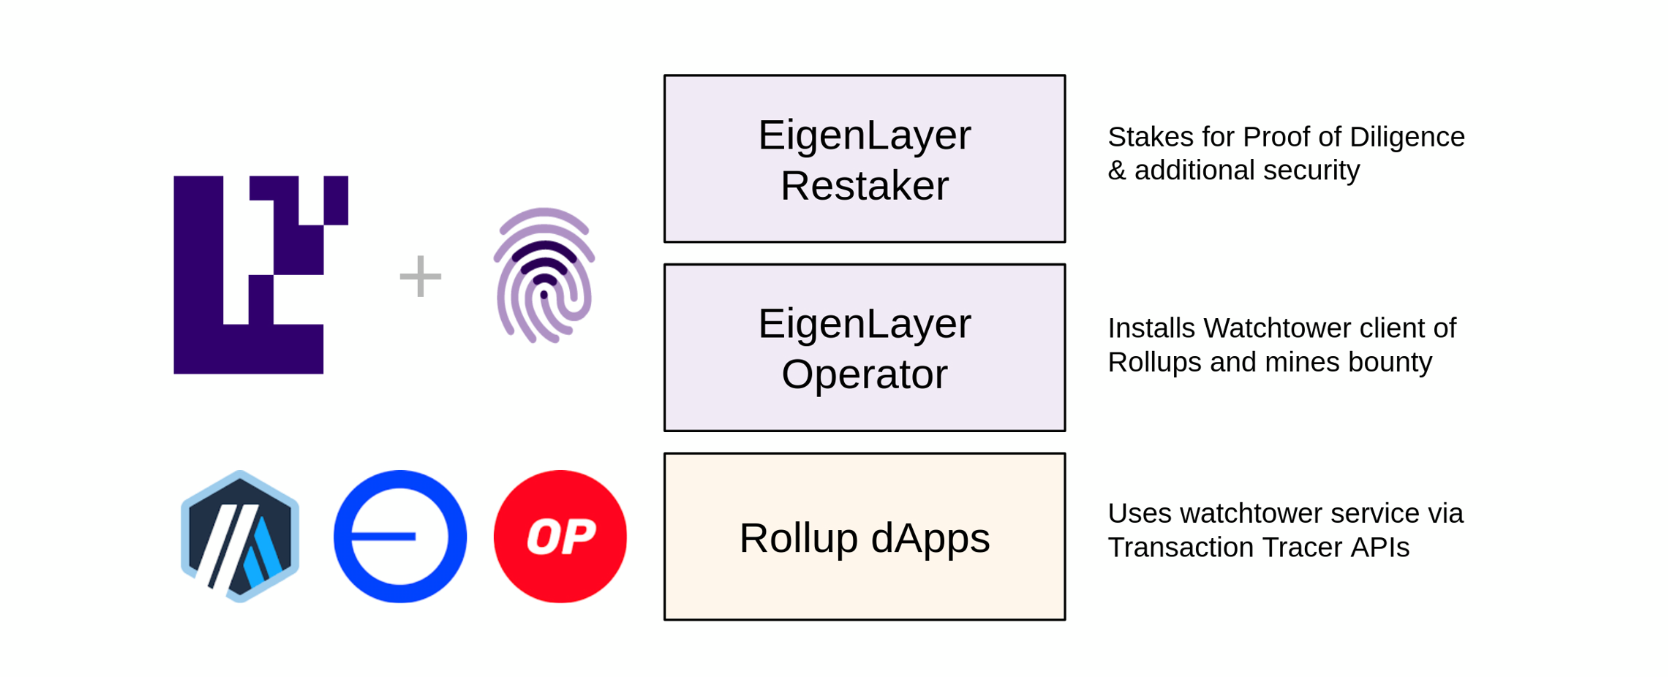 EigenLayer
Restaker
Stakes for Proof of Diligence
& additional security
+
EigenLayer
Operator
Installs Watchtower client of
Rollups and mines bounty
OP
Rollup dApps
Uses watchtower service via
Transaction Tracer APIs